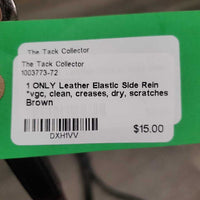 The Tack Collector
The Tack Collector
1003773-72
1 ONLY Leather Elastic Side Rein
*vgc, clean, creases, dry, scratches
Brown
DXH1VV
$15.00